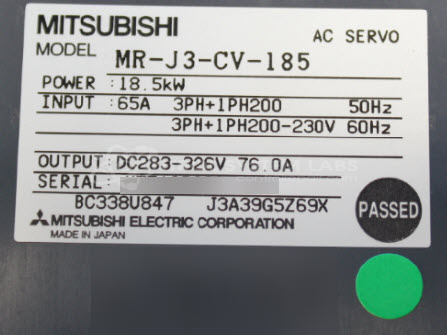 MITSUBISHI AC SERVO
MODEL MR-J3-CV-185
POWER :18.5kW
INPUT :65A 3PH+1PH200 50Hz
3PH+1PH200-230V 60Hz
OUTPUT:DC283-326V 76.0A
SERIAL:
BC338U847 J3A39G5Z69X
MITSUBISHI ELECTRIC CORPORATION
MADE IN JAPAN
PASSED